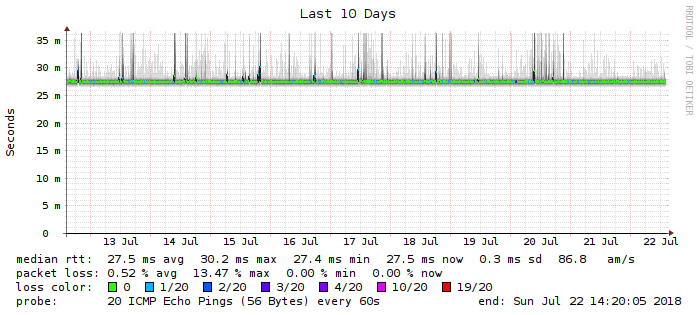 Last 10 Days
RRDTOOL / TOBI OETIKER
Seconds
35 m
30 m
25 m
20 m
15 m
10 m
5 m
0
13 Jul 14 Jul 15 Jul 16 Jul 17 Jul 18 Jul 19 Jul 20 Jul 21 Jul 22 Jul
median rtt: 27.5 ms avg 30.2 ms max 27.4 ms min 27.5 ms now 0.3 ms sd 86.8 am/s
packet loss: 0.52 % avg 13.47 % max 0.00 % min 0.00 % now
loss color: 0 1/20 2/20 3/20 4/20 10/20 19/20
probe: 20 ICMP Echo Pings (56 Bytes) every 60s end: Sun Jul 22 14:20:05 2018